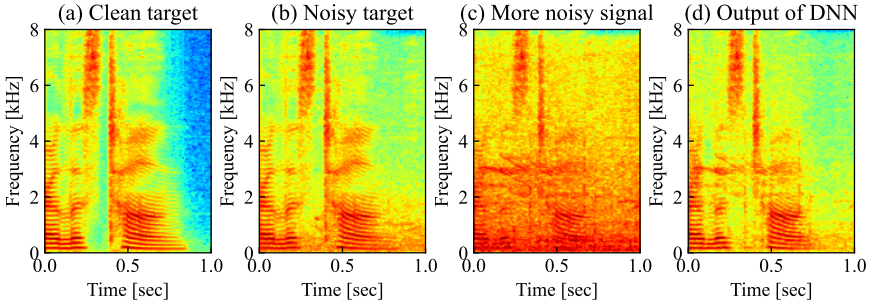 (a) Clean target
(b) Noisy target
(c) More noisy signal
(d) Output of DNN
Frequency [kHz]
8
6
4
2
0
0.0
0.5
1.0
Time [sec]
Frequency [kHz]
8
6
4
2
0
0.0
0.5
1.0
Time [sec]
Frequency [kHz]
8
6
4
2
0
0.0
0.5
1.0
Time [sec]
Frequency [kHz]
8
6
4
2
0
0.0
0.5
1.0
Time [sec]